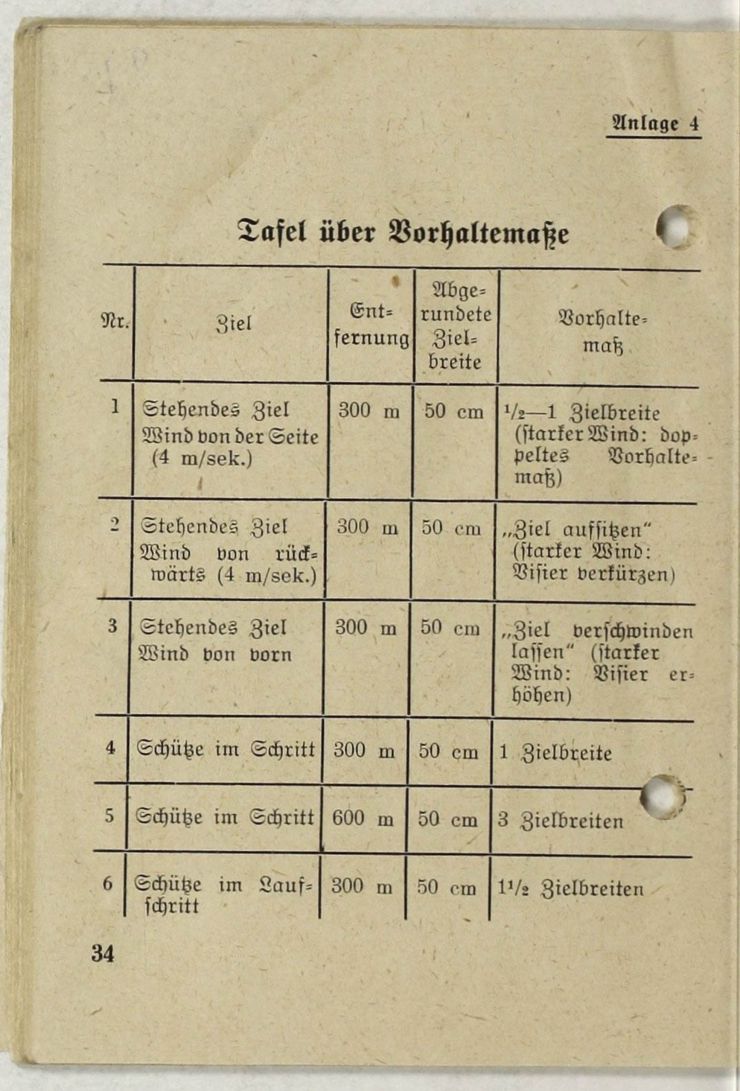 Anlage 4
Tafel über Vorhaltemaße
Nr.
Ziel
Ent=
fernung
Abge=
rundete
Ziel=
breite
Vorhalte=
maß
1
Stehendes Ziel
Wind von der Seite
(4 m/sek.)
300 m
50 cm
1/2—1 Zielbreite
(starker Wind: dop=
peltes Vorhalte=
maß)
2
Stehendes Ziel
Wind von rück=
wärts (4 m/sek.)
300 m
50 cm
„Ziel aufsitzen"
(starker Wind:
Visier verkürzen)
3
Stehendes Ziel
Wind von vorn
300 m
50 cm
„Ziel verschwinden
lassen" (starker
Wind: Visier er=
höhen)
4
Schütze im Schritt
300 m
50 cm
1 Zielbreite
5
Schütze im Schritt
600 m
50 cm
3 Zielbreiten
6
Schütze im Lauf=
schritt
300 m
50 cm
1 1/2 Zielbreiten
34